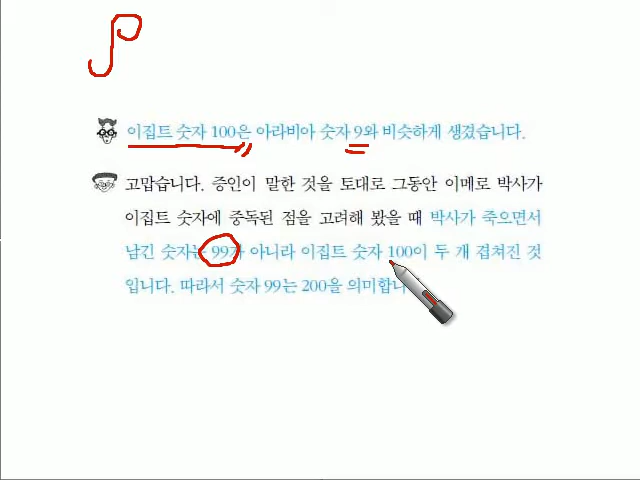 이집트 숫자 100은 아라비아 숫자 9와 비슷하게 생겼습니다.
고맙습니다. 증인이 말한 것을 토대로 그동안 이메로 박사가
이집트 숫자에 중독된 점을 고려해 봤을 때 박사가 죽으면서
남긴 숫자는 99가 아니라 이집트 숫자 100이 두 개 겹쳐진 것
입니다. 따라서 숫자 99는 200을 의미합니